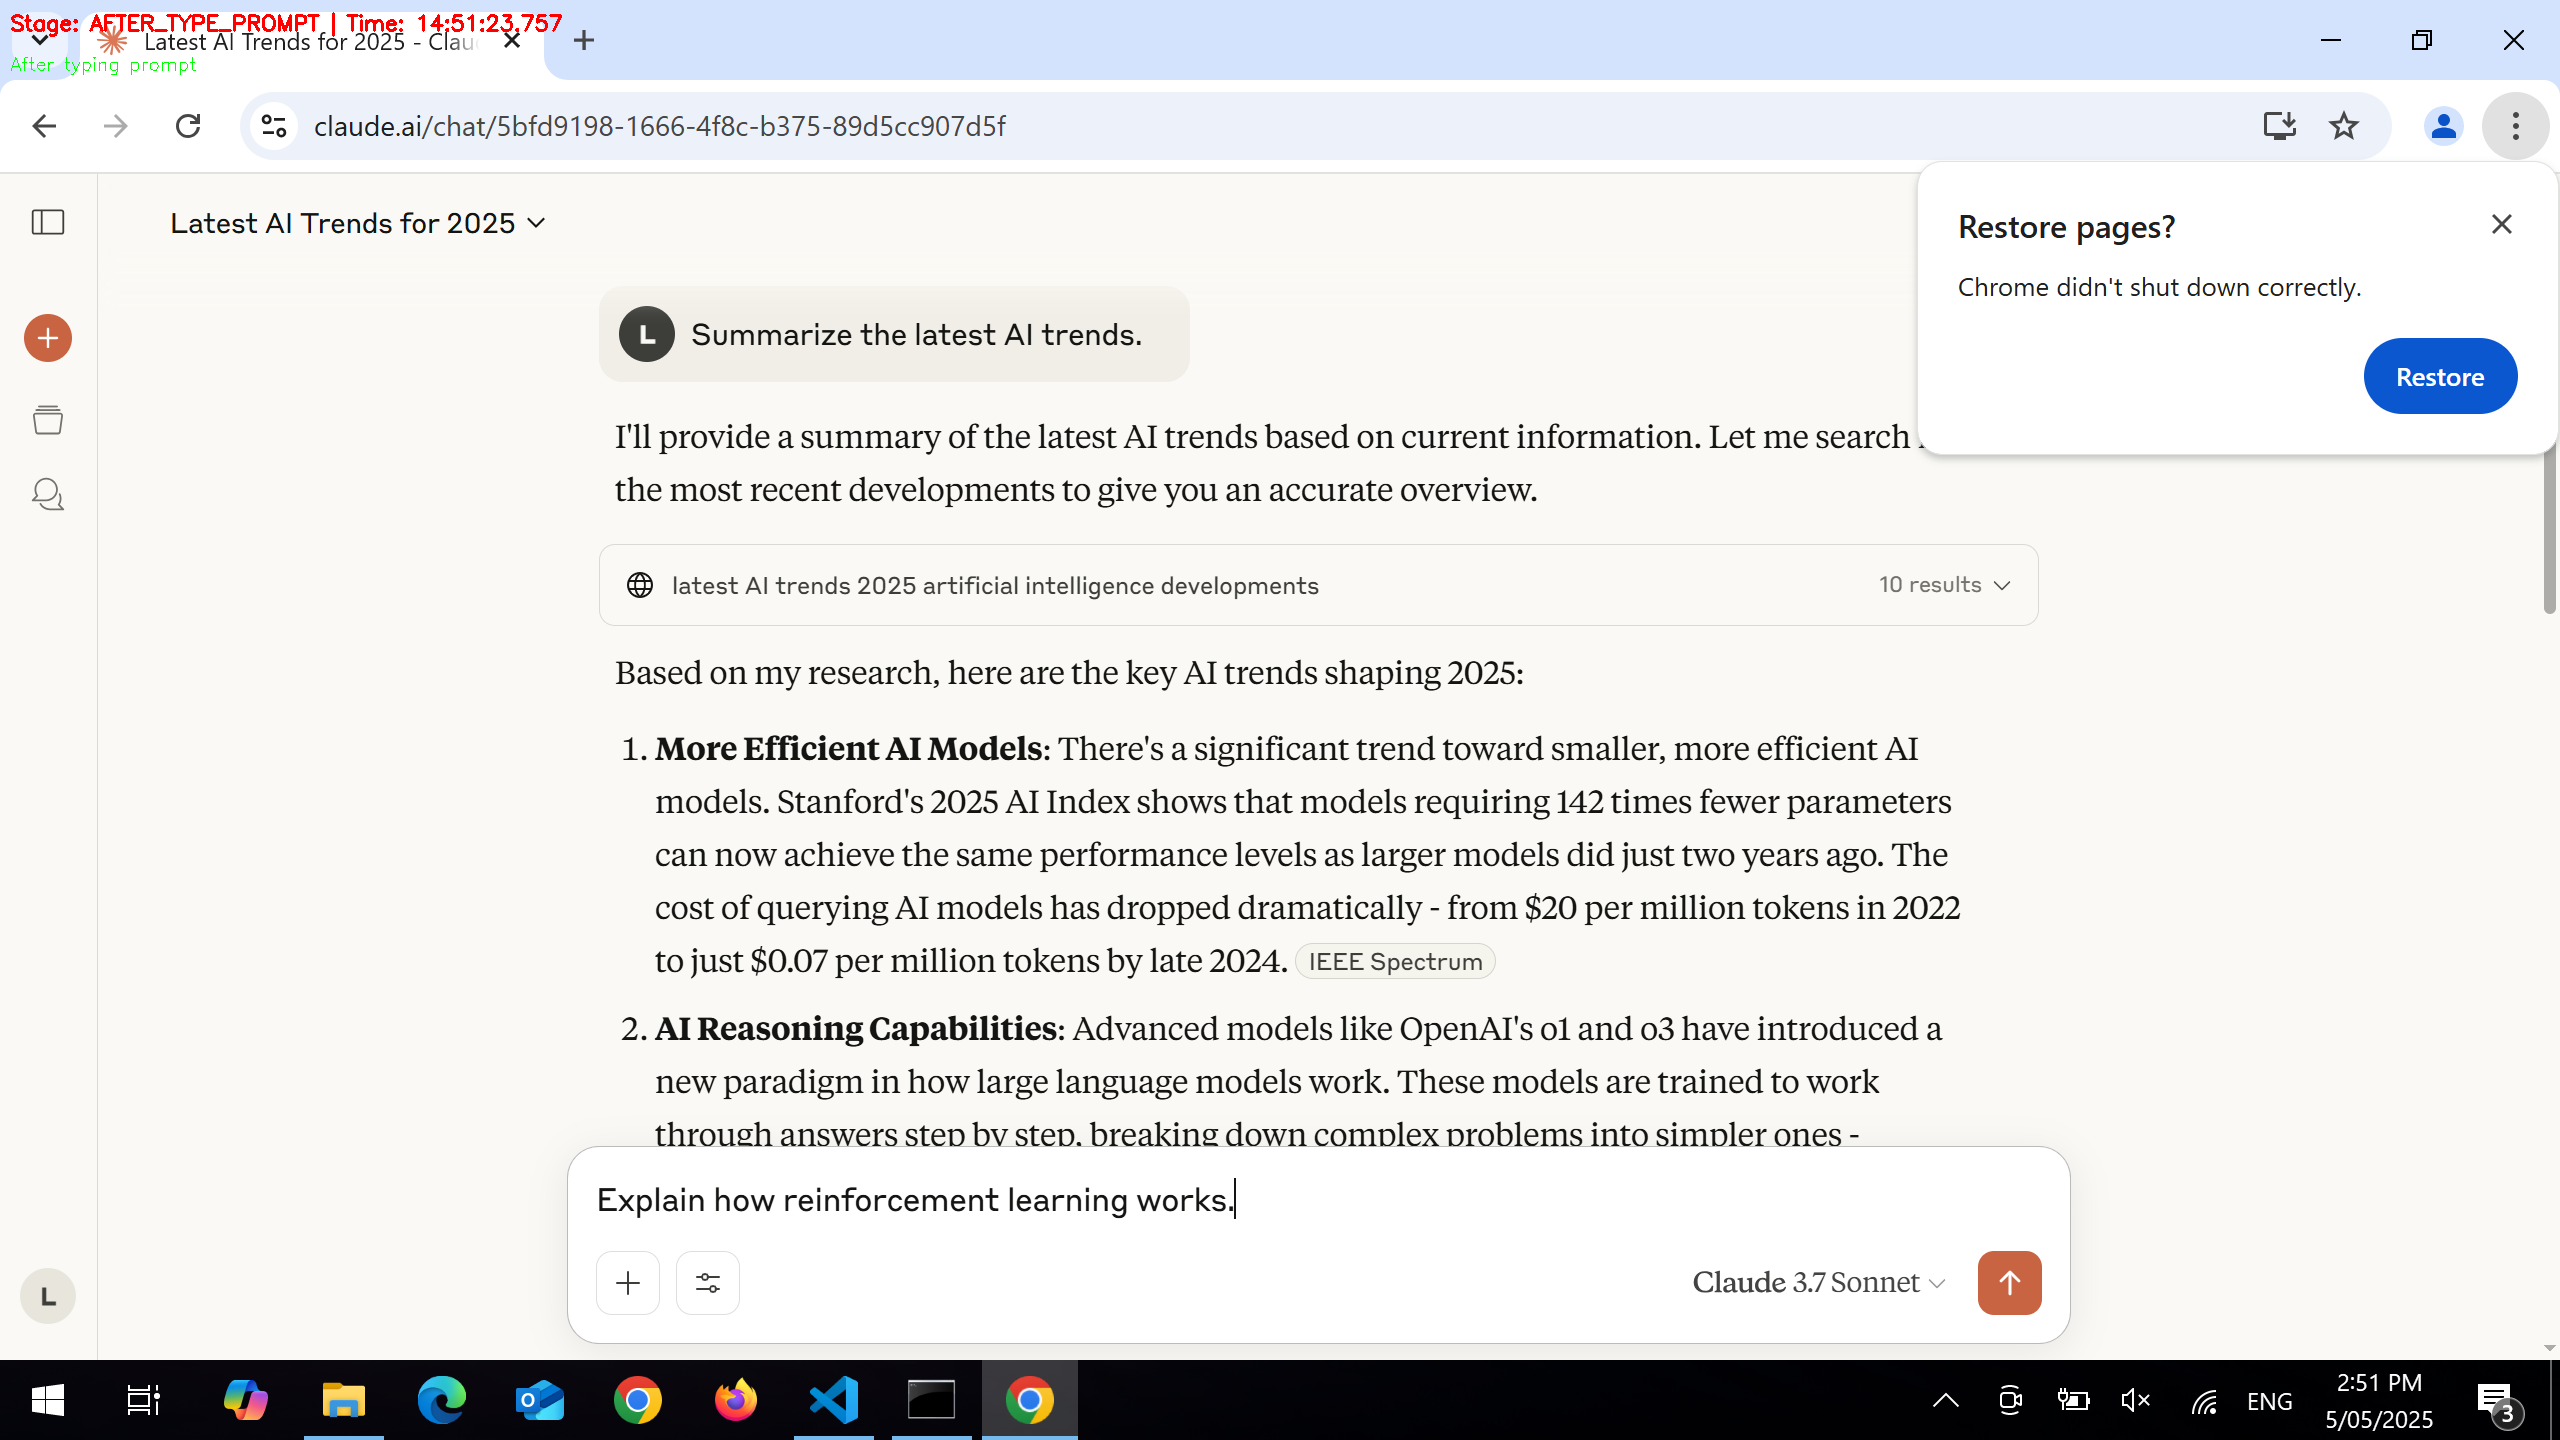 Stage: AFTER_TYPE_PROMPT | Time: 14:51:23.757
Latest AI Trends for 2025 - Clau
After typing prompt
claude.ai/chat/5bfd9198-1666-4f8c-b375-89d5cc907d5f
Latest AI Trends for 2025
Restore pages?
Chrome didn't shut down correctly.
Restore
L
Summarize the latest AI trends.
I'll provide a summary of the latest AI trends based on current information. Let me search
the most recent developments to give you an accurate overview.
latest AI trends 2025 artificial intelligence developments
10 results
Based on my research, here are the key AI trends shaping 2025:
1. More Efficient AI Models: There's a significant trend toward smaller, more efficient AI
models. Stanford's 2025 AI Index shows that models requiring 142 times fewer parameters
can now achieve the same performance levels as larger models did just two years ago. The
cost of querying AI models has dropped dramatically - from $20 per million tokens in 2022
to just $0.07 per million tokens by late 2024. IEEE Spectrum
2. AI Reasoning Capabilities: Advanced models like OpenAI's o1 and o3 have introduced a
new paradigm in how large language models work. These models are trained to work
through answers step by step, breaking down complex problems into simpler ones -
Explain how reinforcement learning works.
Claude 3.7 Sonnet
L
ENG
2:51 PM
5/05/2025
3